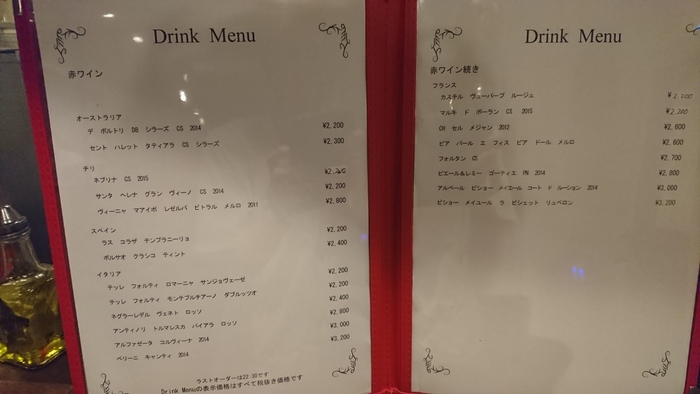 Drink Menu
赤ワイン
オーストラリア
デ ボルトリ DB シラーズ CS 2014 ¥2,200
セント ハレット タティアラ CS シラーズ ¥2,300
チリ
ネブリナ CS 2015
サンタ ヘレナ グラン ヴィーノ CS 2014 ¥2,200
ヴィーニャ マアイポ レゼルバ ビトラル メルロ 2011 ¥2,800
スペイン
ラス コラザ テンプラニーリョ ¥2,200
ボルサオ クランコ ティント ¥2,400
イタリア
テッレ フォルティ ロマーニャ サンジョヴェーゼ ¥2,200
テッレ フォルティ モンテプルチアーノ ダブルッツオ ¥2,200
ネグラーレデル ヴェネト ロッソ ¥2,400
アンティノリ トルマレスカ パイアラ ロッソ ¥2,800
アルファゼータ コルヴィーナ 2014 ¥3,000
ベリーニ キャンティ 2014 ¥3,200
ラストオーダーは22:30です
Drink Menuの表示価格はすべて税抜き価格です
Drink Menu
赤ワイン続き
フランス
カステル ヴューパープ ルージュ
マルキ ド ボーラン CS 2015 ¥2,200
CH セル メジャン 2012 ¥2,600
ピア パール エ フィス ピア ドール メルロ ¥2,600
フォルタン CS ¥2,700
ピエール&レミー ゴーティエ PN 2014 ¥2,800
アルベール ビショー メイエール コート ド ルーション 2014 ¥3,000
ビショー メイユール ラ ビシェット リュベロン ¥3,200